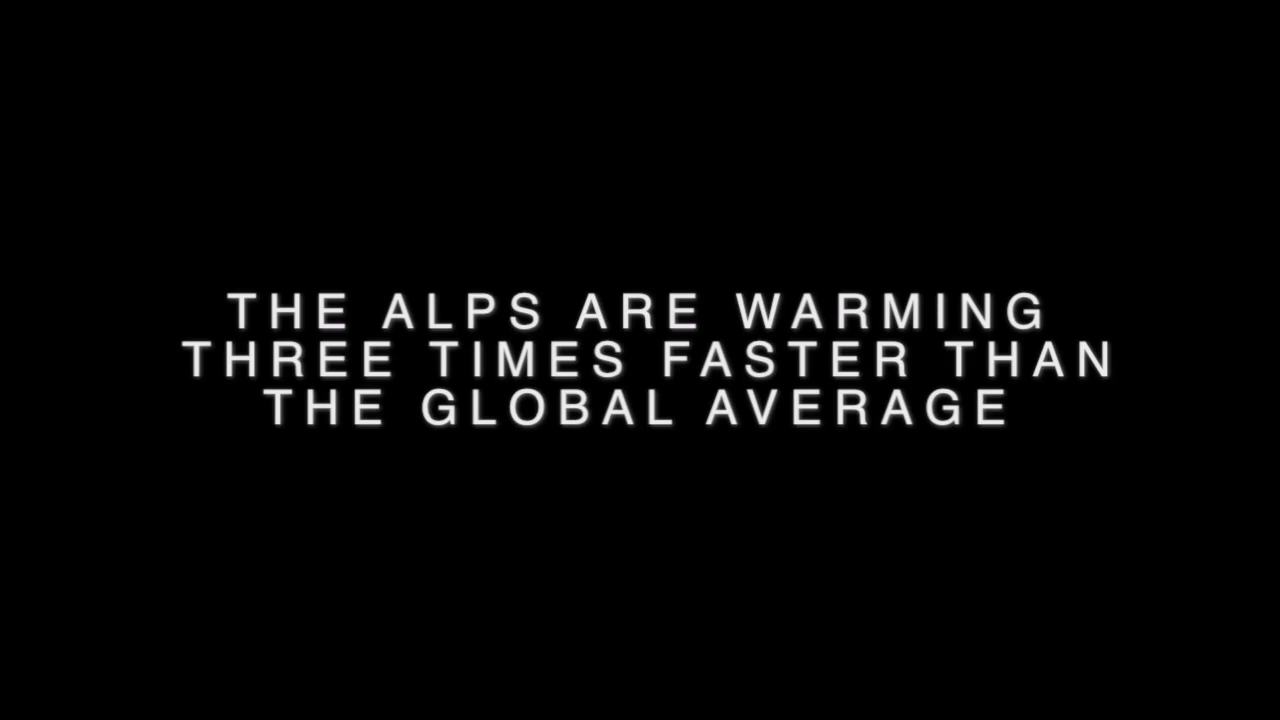 THE ALPS ARE WARMING
THREE TIMES FASTER THAN
THE GLOBAL AVERAGE